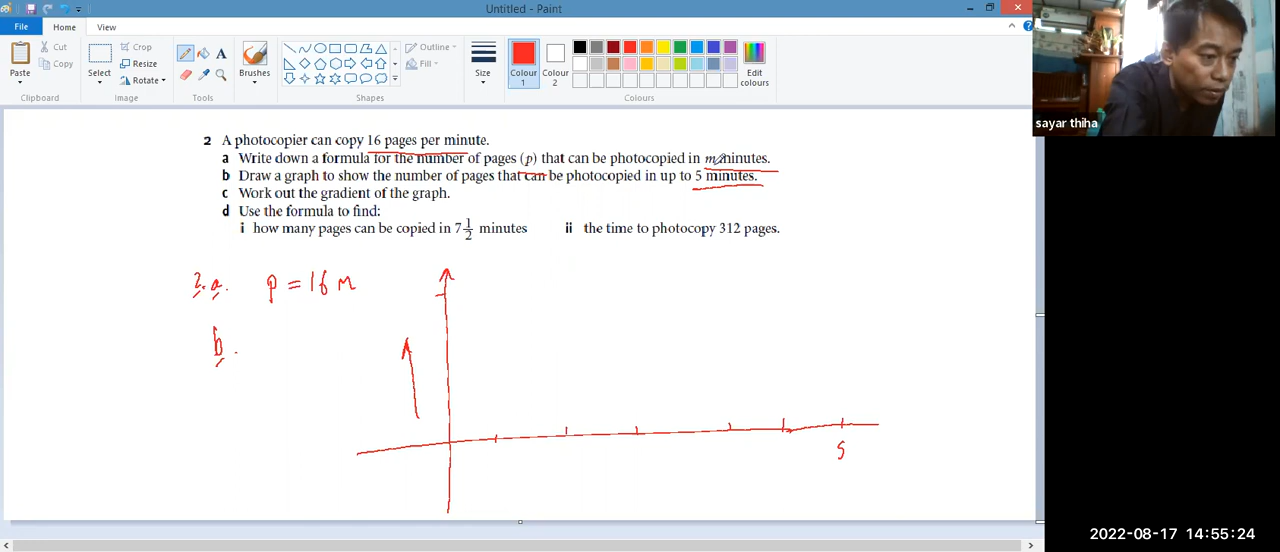 Untitled - Paint
File Home View
Paste
Cut
Copy
Clipboard
Select
Crop
Resize
Rotate
Image
A
Tools
Brushes
Shapes
Outline
Fill
Size
Colour 1
Colour 2
Edit colours
Colours
sayar thiha
2 A photocopier can copy 16 pages per minute.
a Write down a formula for the number of pages (p) that can be photocopied in m minutes.
b Draw a graph to show the number of pages that can be photocopied in up to 5 minutes.
c Work out the gradient of the graph.
d Use the formula to find:
i how many pages can be copied in 7 1/2 minutes ii the time to photocopy 312 pages.
2. a. P = 16 M
b.
5
2022-08-17 14:55:24